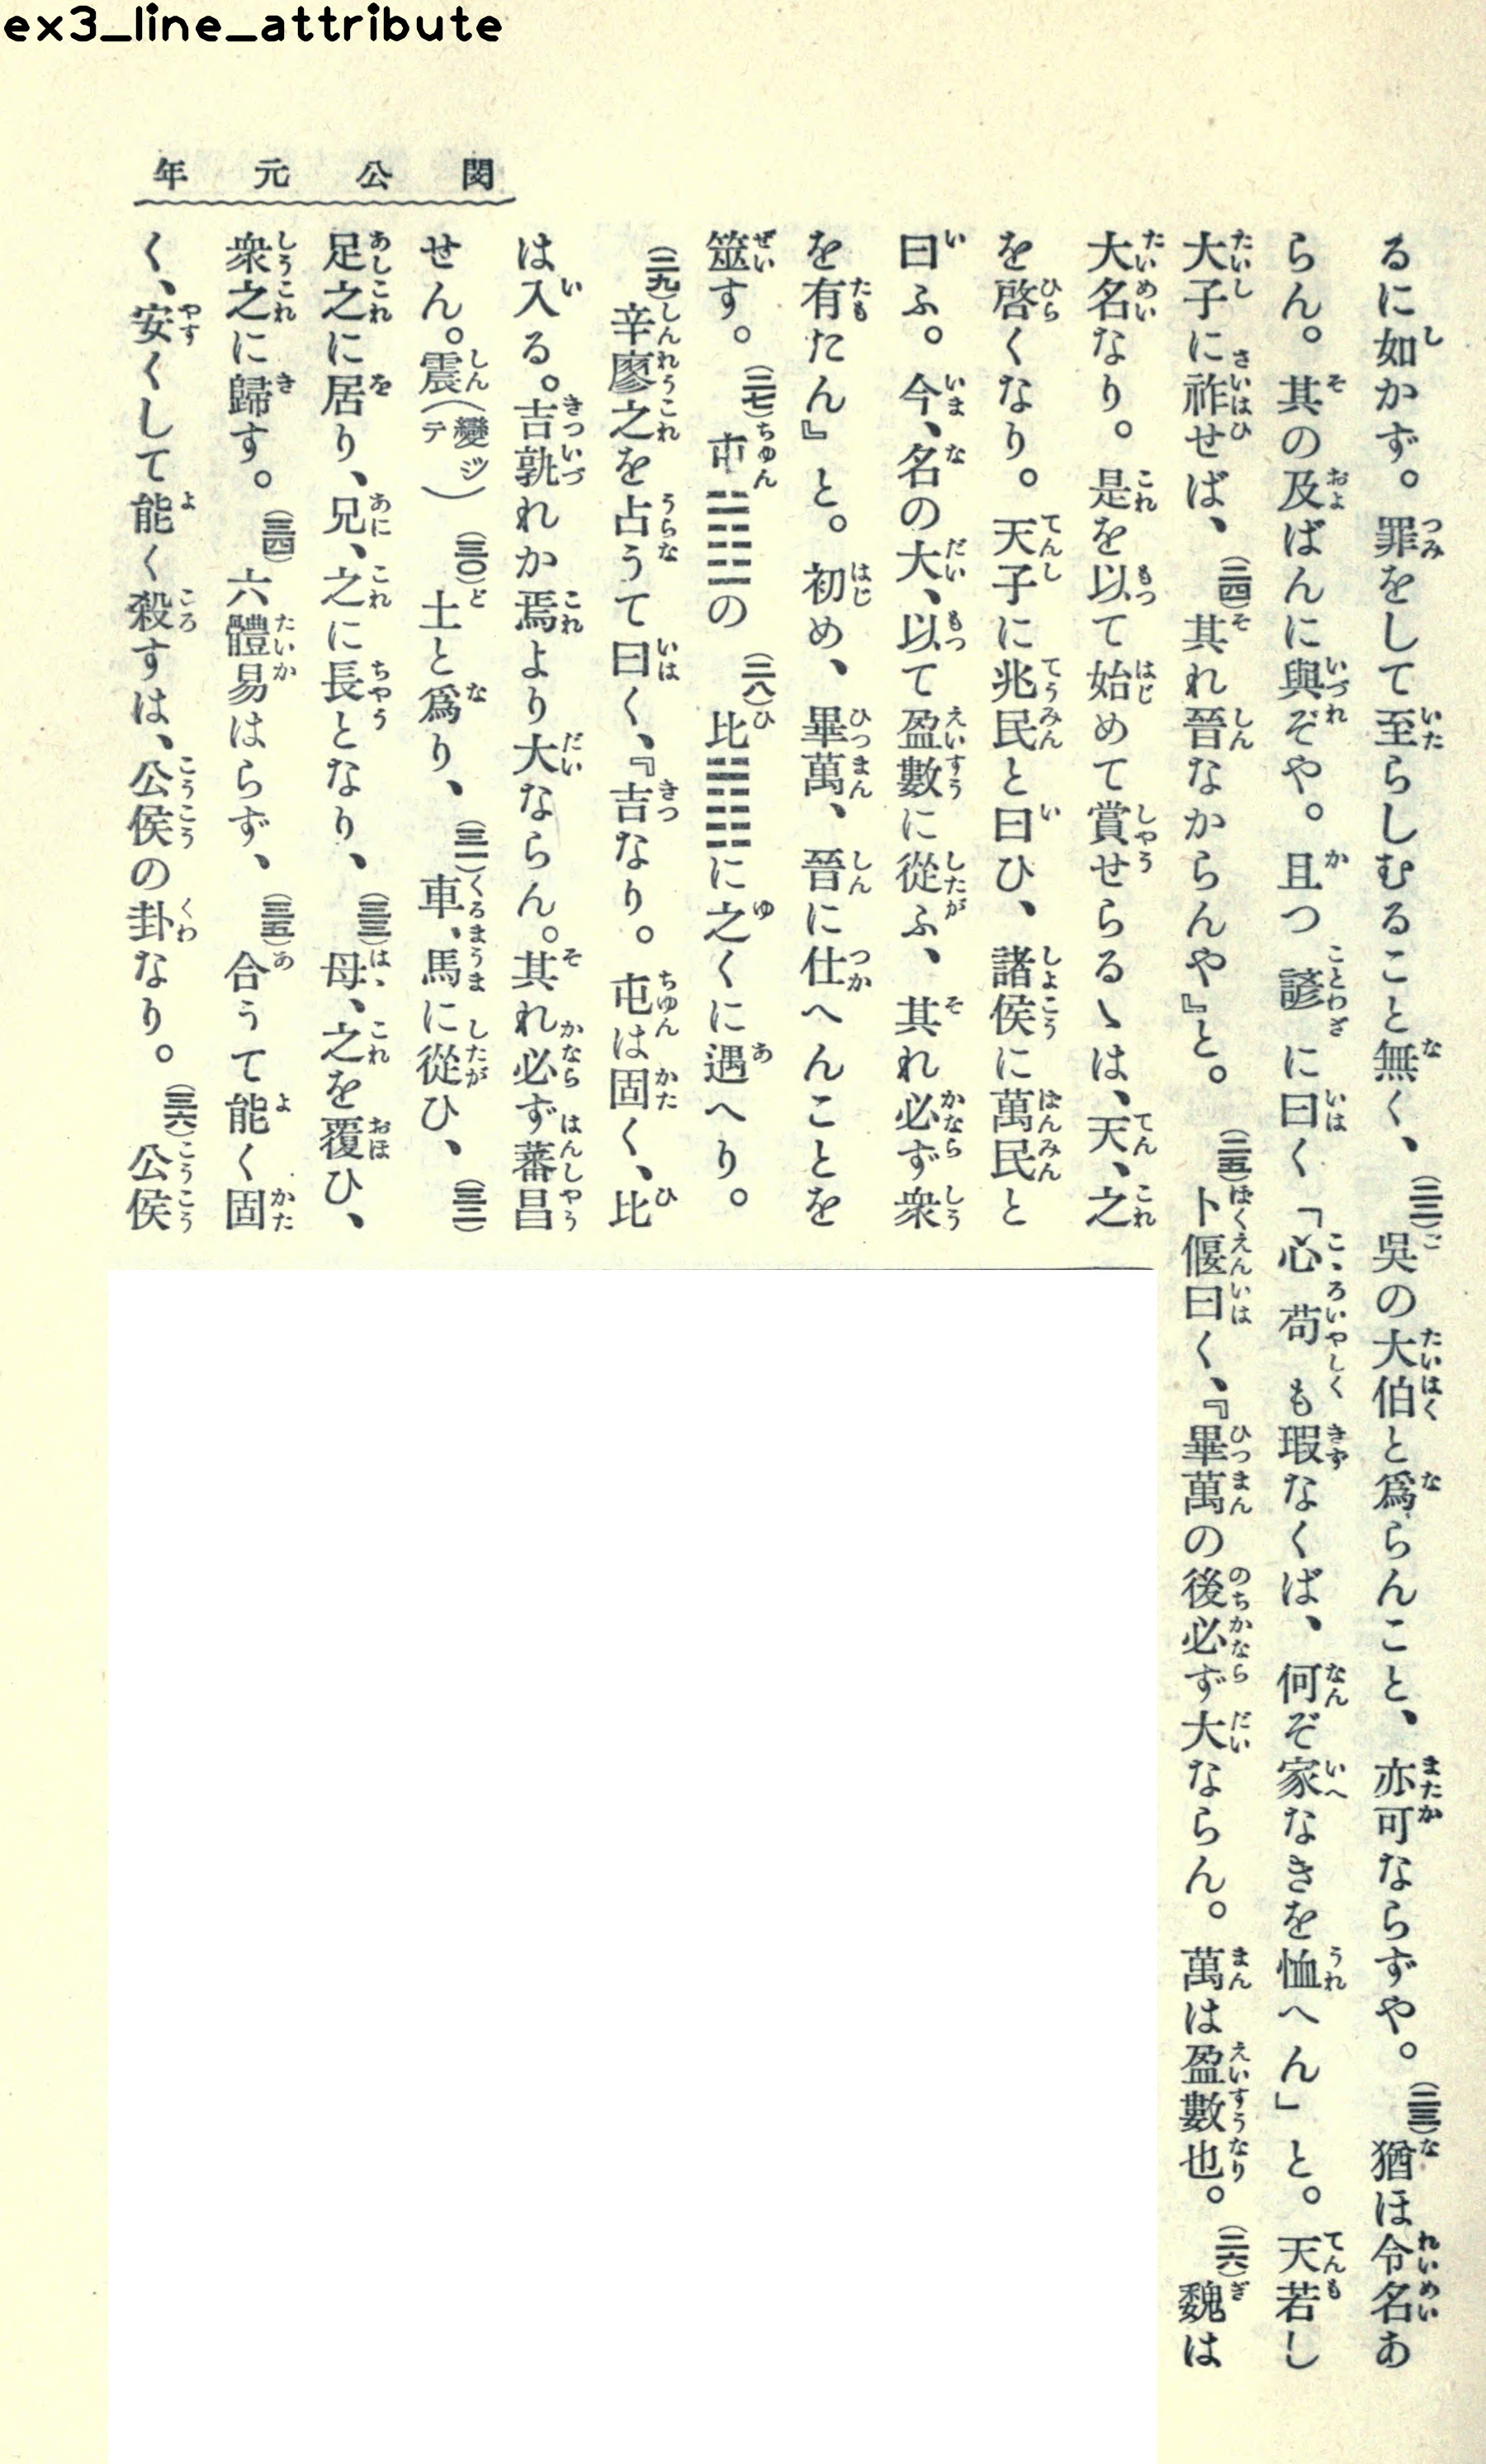 ex3_line_attribute
閔公元年
るに如かず。罪をして至らしむること無く、(二二)吳の大伯と爲らんこと、亦可ならずや。(二三)猶ほ令名あ
らん。其の及ばんに與ぞや。且つ諺に曰く「心苟も瑕なくば、何ぞ家なきを恤へん」と。天若し
大子に祚せば、(二四)其れ晉なからんや』と。(二五)卜偃曰く、『畢萬の後必ず大ならん。萬は盈數也。(二六)魏は
大名なり。是を以て始めて賞せらるゝは、天、之
を啓くなり。天子に兆民と曰ひ、諸侯に萬民と
曰ふ。今、名の大、以て盈數に從ふ、其れ必ず衆
を有たん』と。初め、畢萬、晉に仕へんことを
筮す。(二七)屯䷂の(二八)比䷇に之くに遇へり。
(二九)辛廖之を占うて曰く、『吉なり。屯は固く、比
は入る。吉孰れか焉より大ならん。其れ必ず蕃昌
せん。震(變ジテ)(三〇)土と爲り、(三一)車、馬に從ひ、(三二)
足之に居り、兄、之に長となり、(三三)母、之を覆ひ、
衆之に歸す。(三四)六體易はらず、(三五)合うて能く固
く、安くして能く殺すは、公侯の卦なり。(三六)公侯